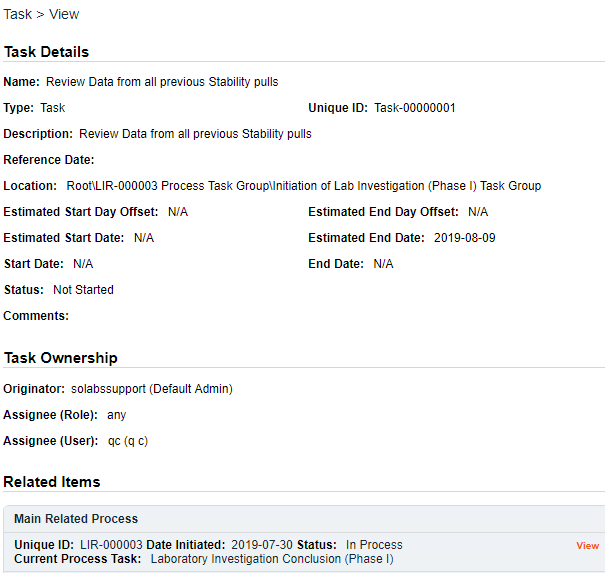 Task > View
Task Details
Name: Review Data from all previous Stability pulls
Type: Task Unique ID: Task-00000001
Description: Review Data from all previous Stability pulls
Reference Date:
Location: Root\LIR-000003 Process Task Group\Initiation of Lab Investigation (Phase I) Task Group
Estimated Start Day Offset: N/A Estimated End Day Offset: N/A
Estimated Start Date: N/A Estimated End Date: 2019-08-09
Start Date: N/A End Date: N/A
Status: Not Started
Comments:
Task Ownership
Originator: solabssupport (Default Admin)
Assignee (Role): any
Assignee (User): qc (q c)
Related Items
Main Related Process
Unique ID: LIR-000003 Date Initiated: 2019-07-30 Status: In Process View
Current Process Task: Laboratory Investigation Conclusion (Phase I)